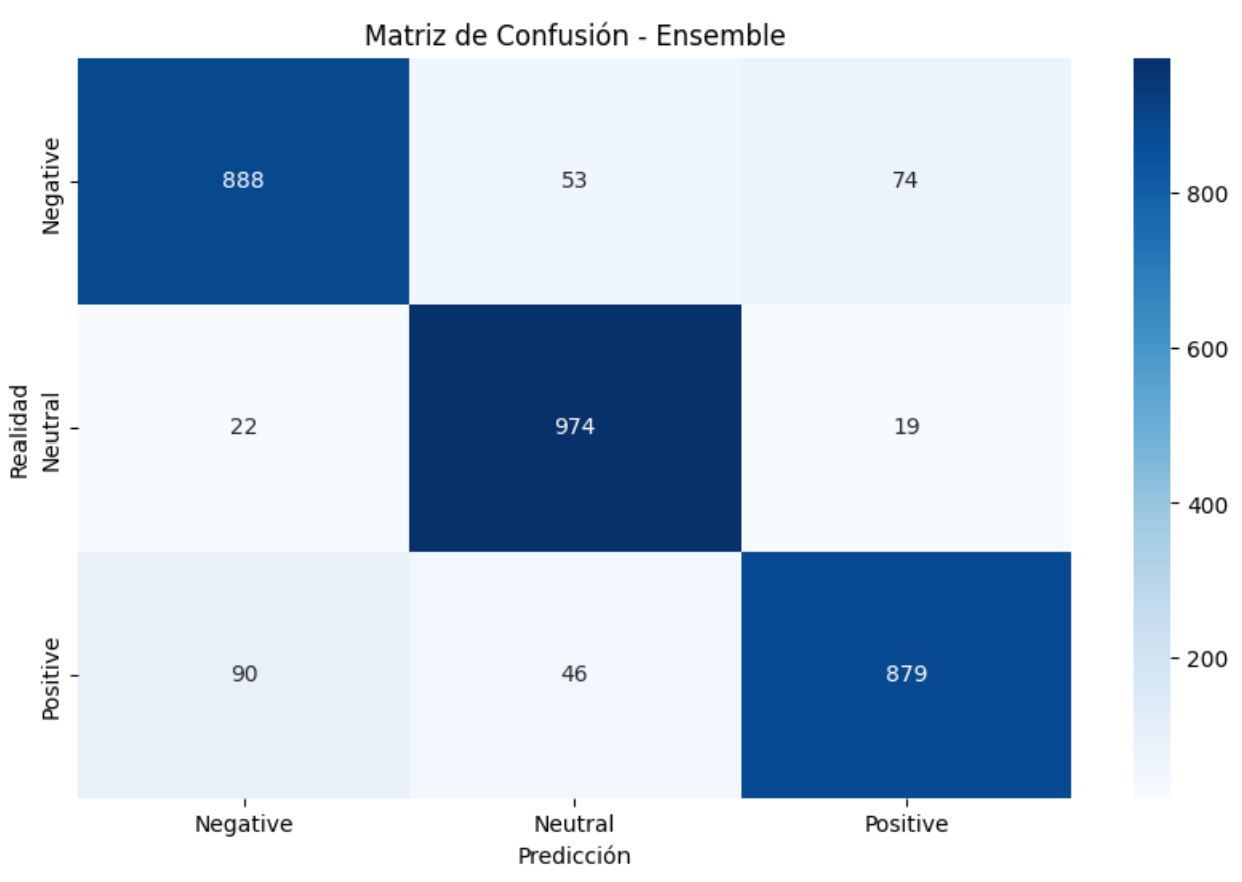 Matriz de Confusión - Ensemble
Realidad
Negative
888
53
74
Neutral
22
974
19
Positive
90
46
879
Negative
Neutral
Positive
Predicción
800
600
400
200